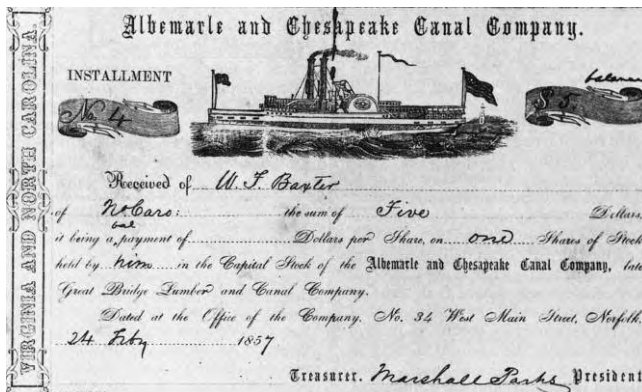 Albemarle and Chesapeake Canal Company.
INSTALLMENT
No. 4
$5 balance
VIRGINIA AND NORTH CAROLINA.
Received of W. F. Baxter
of No Caro: the sum of Five Dollars,
bal
it being a payment of Dollars per Share, on one Shares of Stock
held by him in the Capital Stock of the Albemarle and Chesapeake Canal Company, late
Great Bridge Lumber and Canal Company.
Dated at the Office of the Company, No. 34 West Main Street, Norfolk,
24 Feby 1857
Treasurer. Marshall Parks President